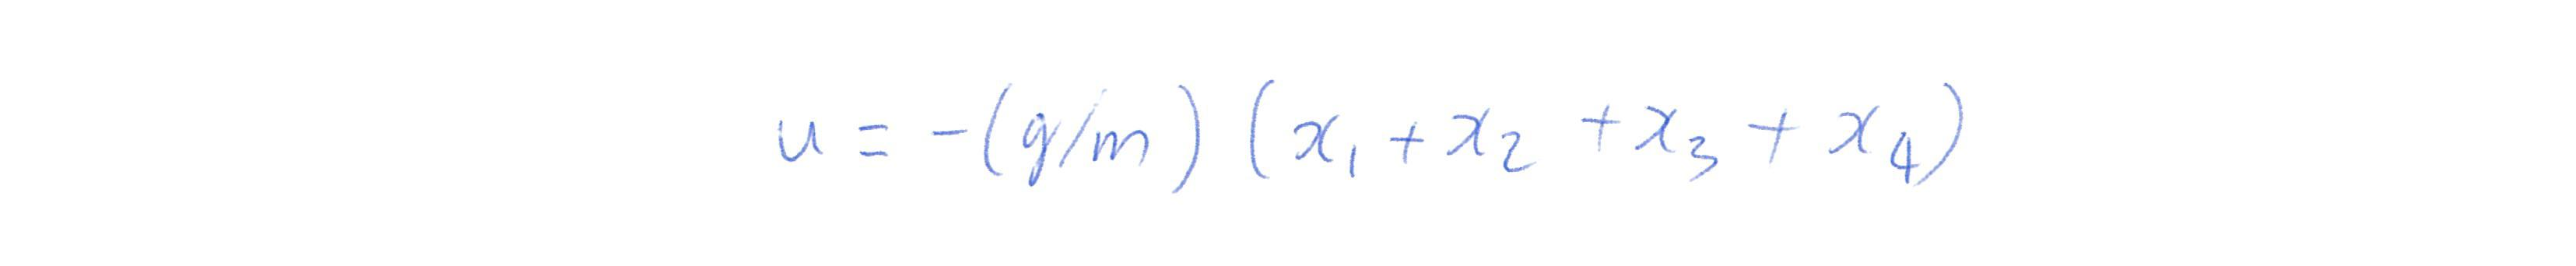 u = -(g/m) (x₁ + x₂ + x₃ + x₄)